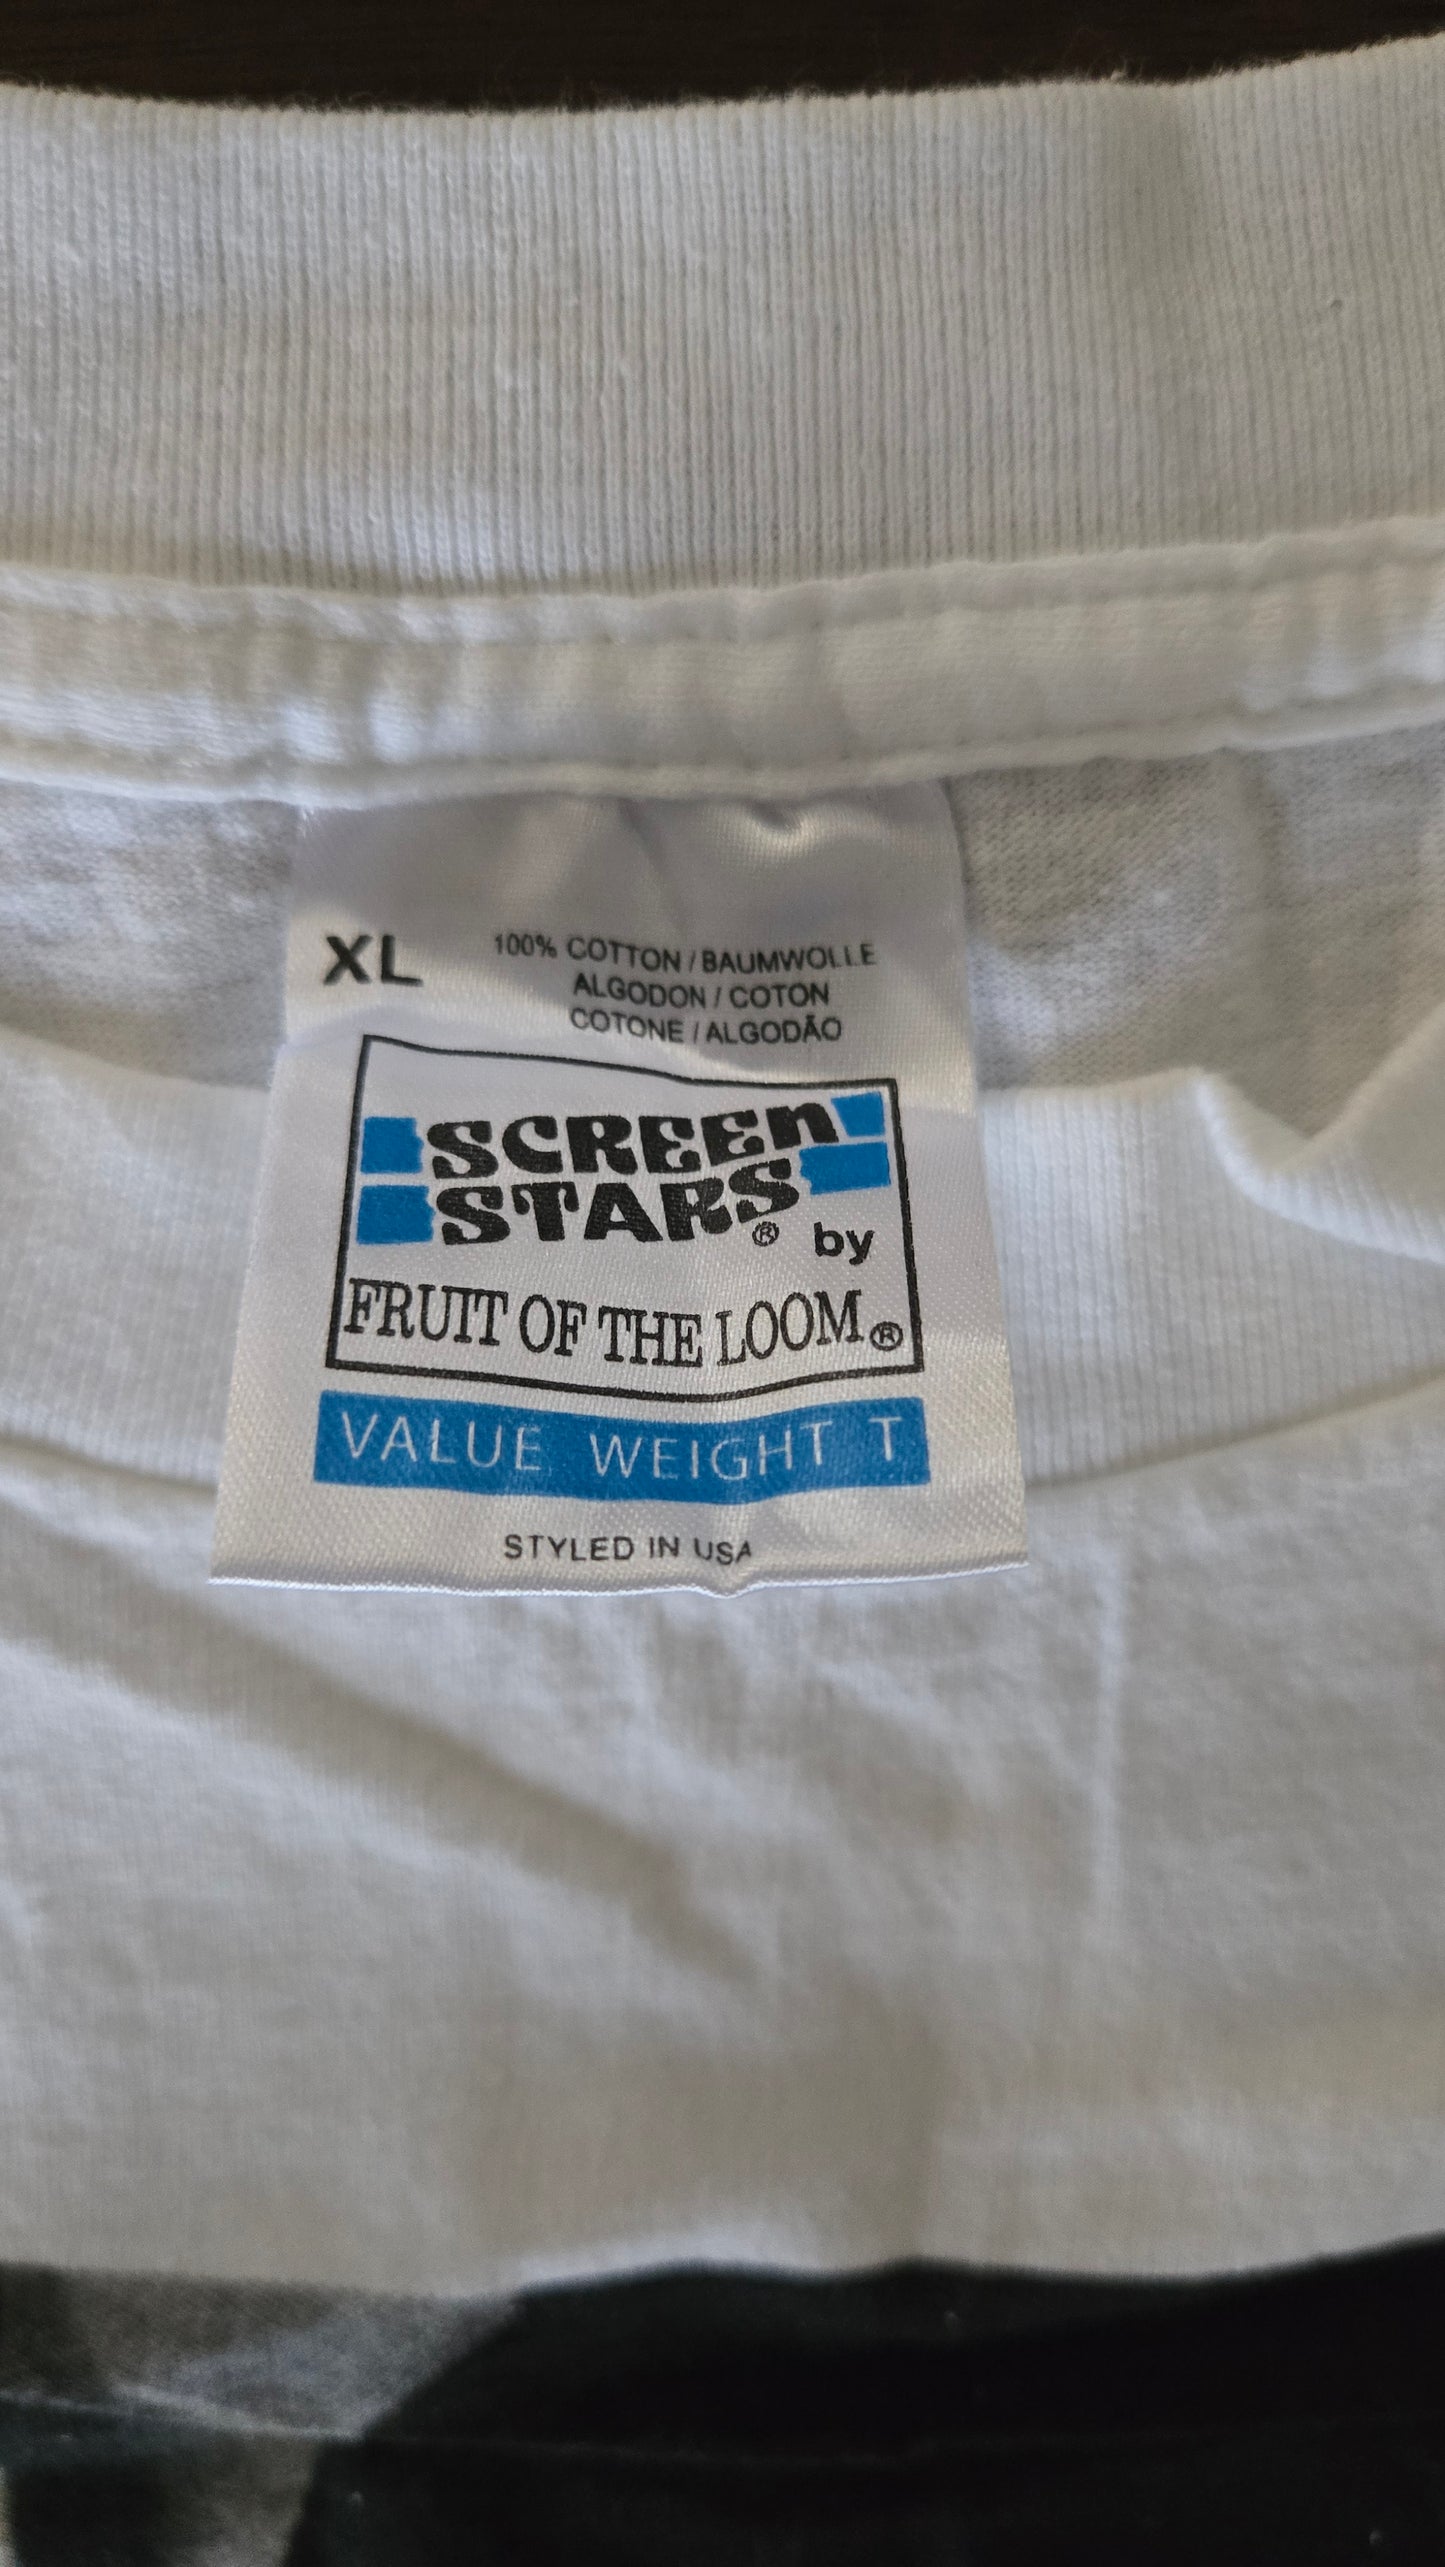 XL
100% COTTON / BAUMWOLLE
ALGODON / COTON
COTONE / ALGODÃO
SCREEn
STARS® by
FRUIT OF THE LOOM®
VALUE WEIGHT T
STYLED IN USA